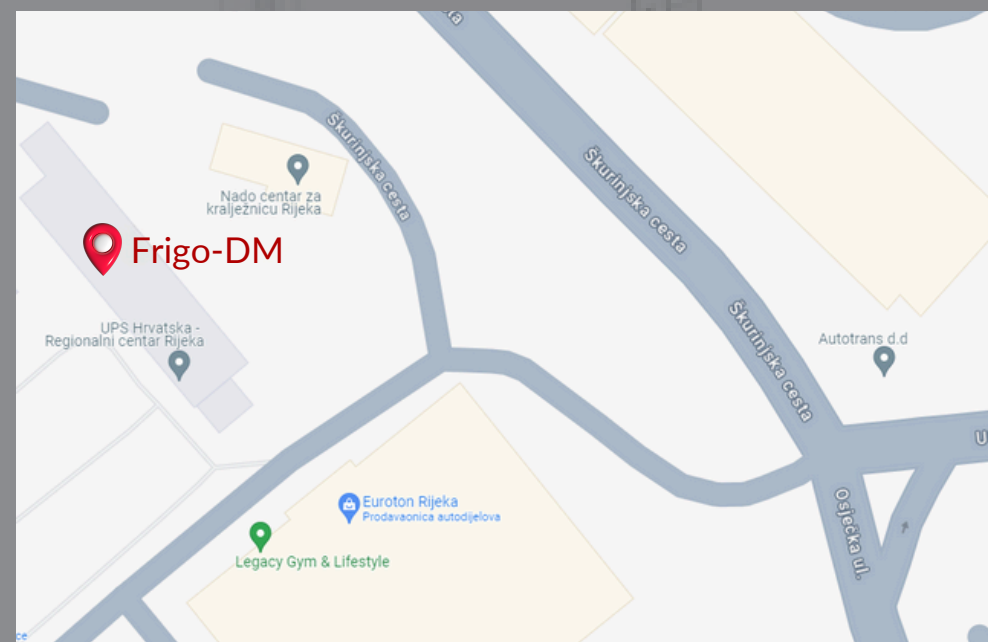 Škurinjska cesta
Škurinjska cesta
Nado centar za
kralježnicu Rijeka
Frigo-DM
UPS Hrvatska -
Regionalni centar Rijeka
Škurinjska cesta
Autotrans d.d
Euroton Rijeka
Prodavaonica autodijelova
Osječka ul.
Legacy Gym & Lifestyle